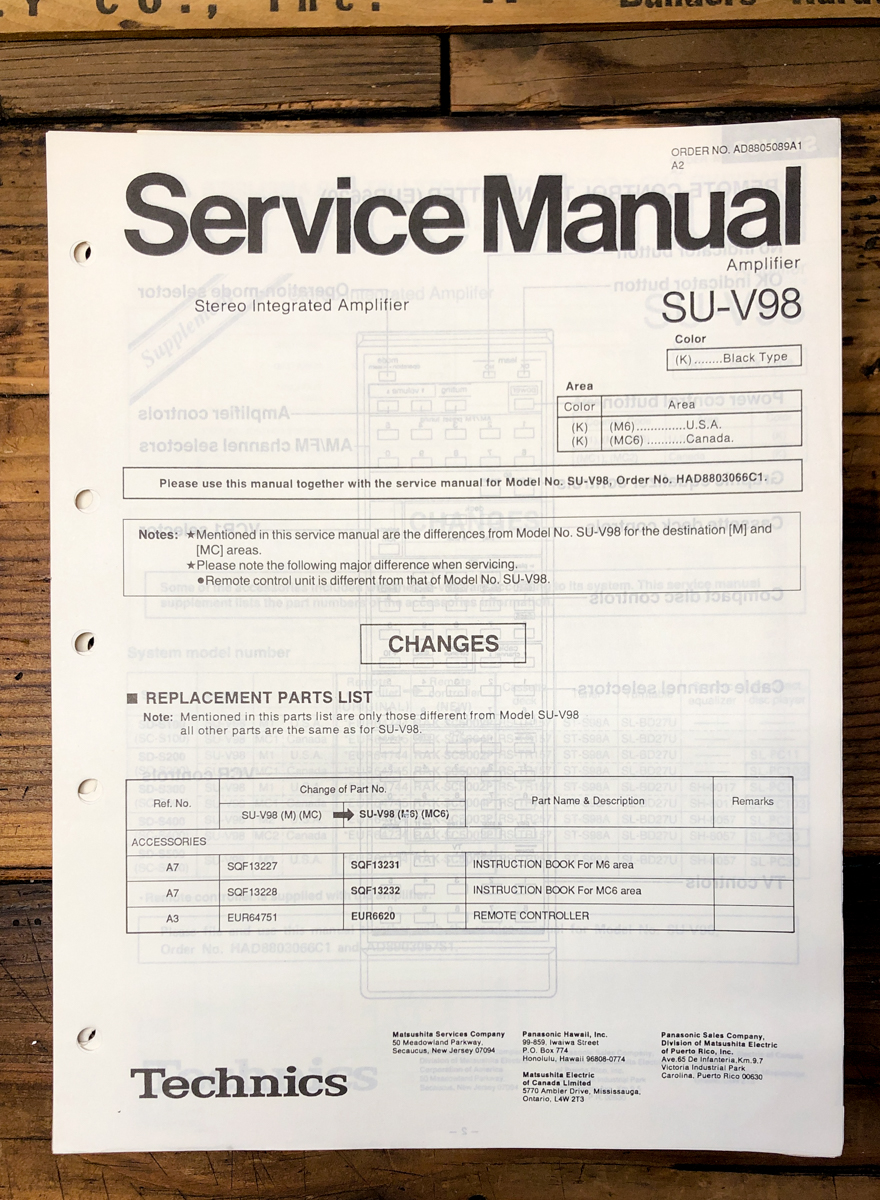 Y CO., Inc.
ORDER NO. AD8805089A1
A2
Service Manual
Amplifier
Stereo Integrated Amplifier
SU-V98
Color
(K)........Black Type
Area
Color Area
(K) (M6)..............U.S.A.
(K) (MC6)...........Canada.
Please use this manual together with the service manual for Model No. SU-V98, Order No. HAD8803066C1.
Notes: ★Mentioned in this service manual are the differences from Model No. SU-V98 for the destination [M] and
[MC] areas.
★Please note the following major difference when servicing.
●Remote control unit is different from that of Model No. SU-V98.
CHANGES
■ REPLACEMENT PARTS LIST
Note: Mentioned in this parts list are only those different from Model SU-V98
all other parts are the same as for SU-V98.
Ref. No. Change of Part No. Part Name & Description Remarks
SU-V98 (M) (MC) ➡ SU-V98 (M6) (MC6)
ACCESSORIES
A7 SQF13227 SQF13231 INSTRUCTION BOOK For M6 area
A7 SQF13228 SQF13232 INSTRUCTION BOOK For MC6 area
A3 EUR64751 EUR6620 REMOTE CONTROLLER
Technics
Matsushita Services Company
50 Meadowland Parkway,
Secaucus, New Jersey 07094
Panasonic Hawaii, Inc.
99-859, Iwaiwa Street
P.O. Box 774
Honolulu, Hawaii 96808-0774
Matsushita Electric
of Canada Limited
5770 Ambler Drive, Mississauga,
Ontario, L4W 2T3
Panasonic Sales Company,
Division of Matsushita Electric
of Puerto Rico, Inc.
Ave.65 De Infanteria,Km.9.7
Victoria Industrial Park
Carolina, Puerto Rico 00630